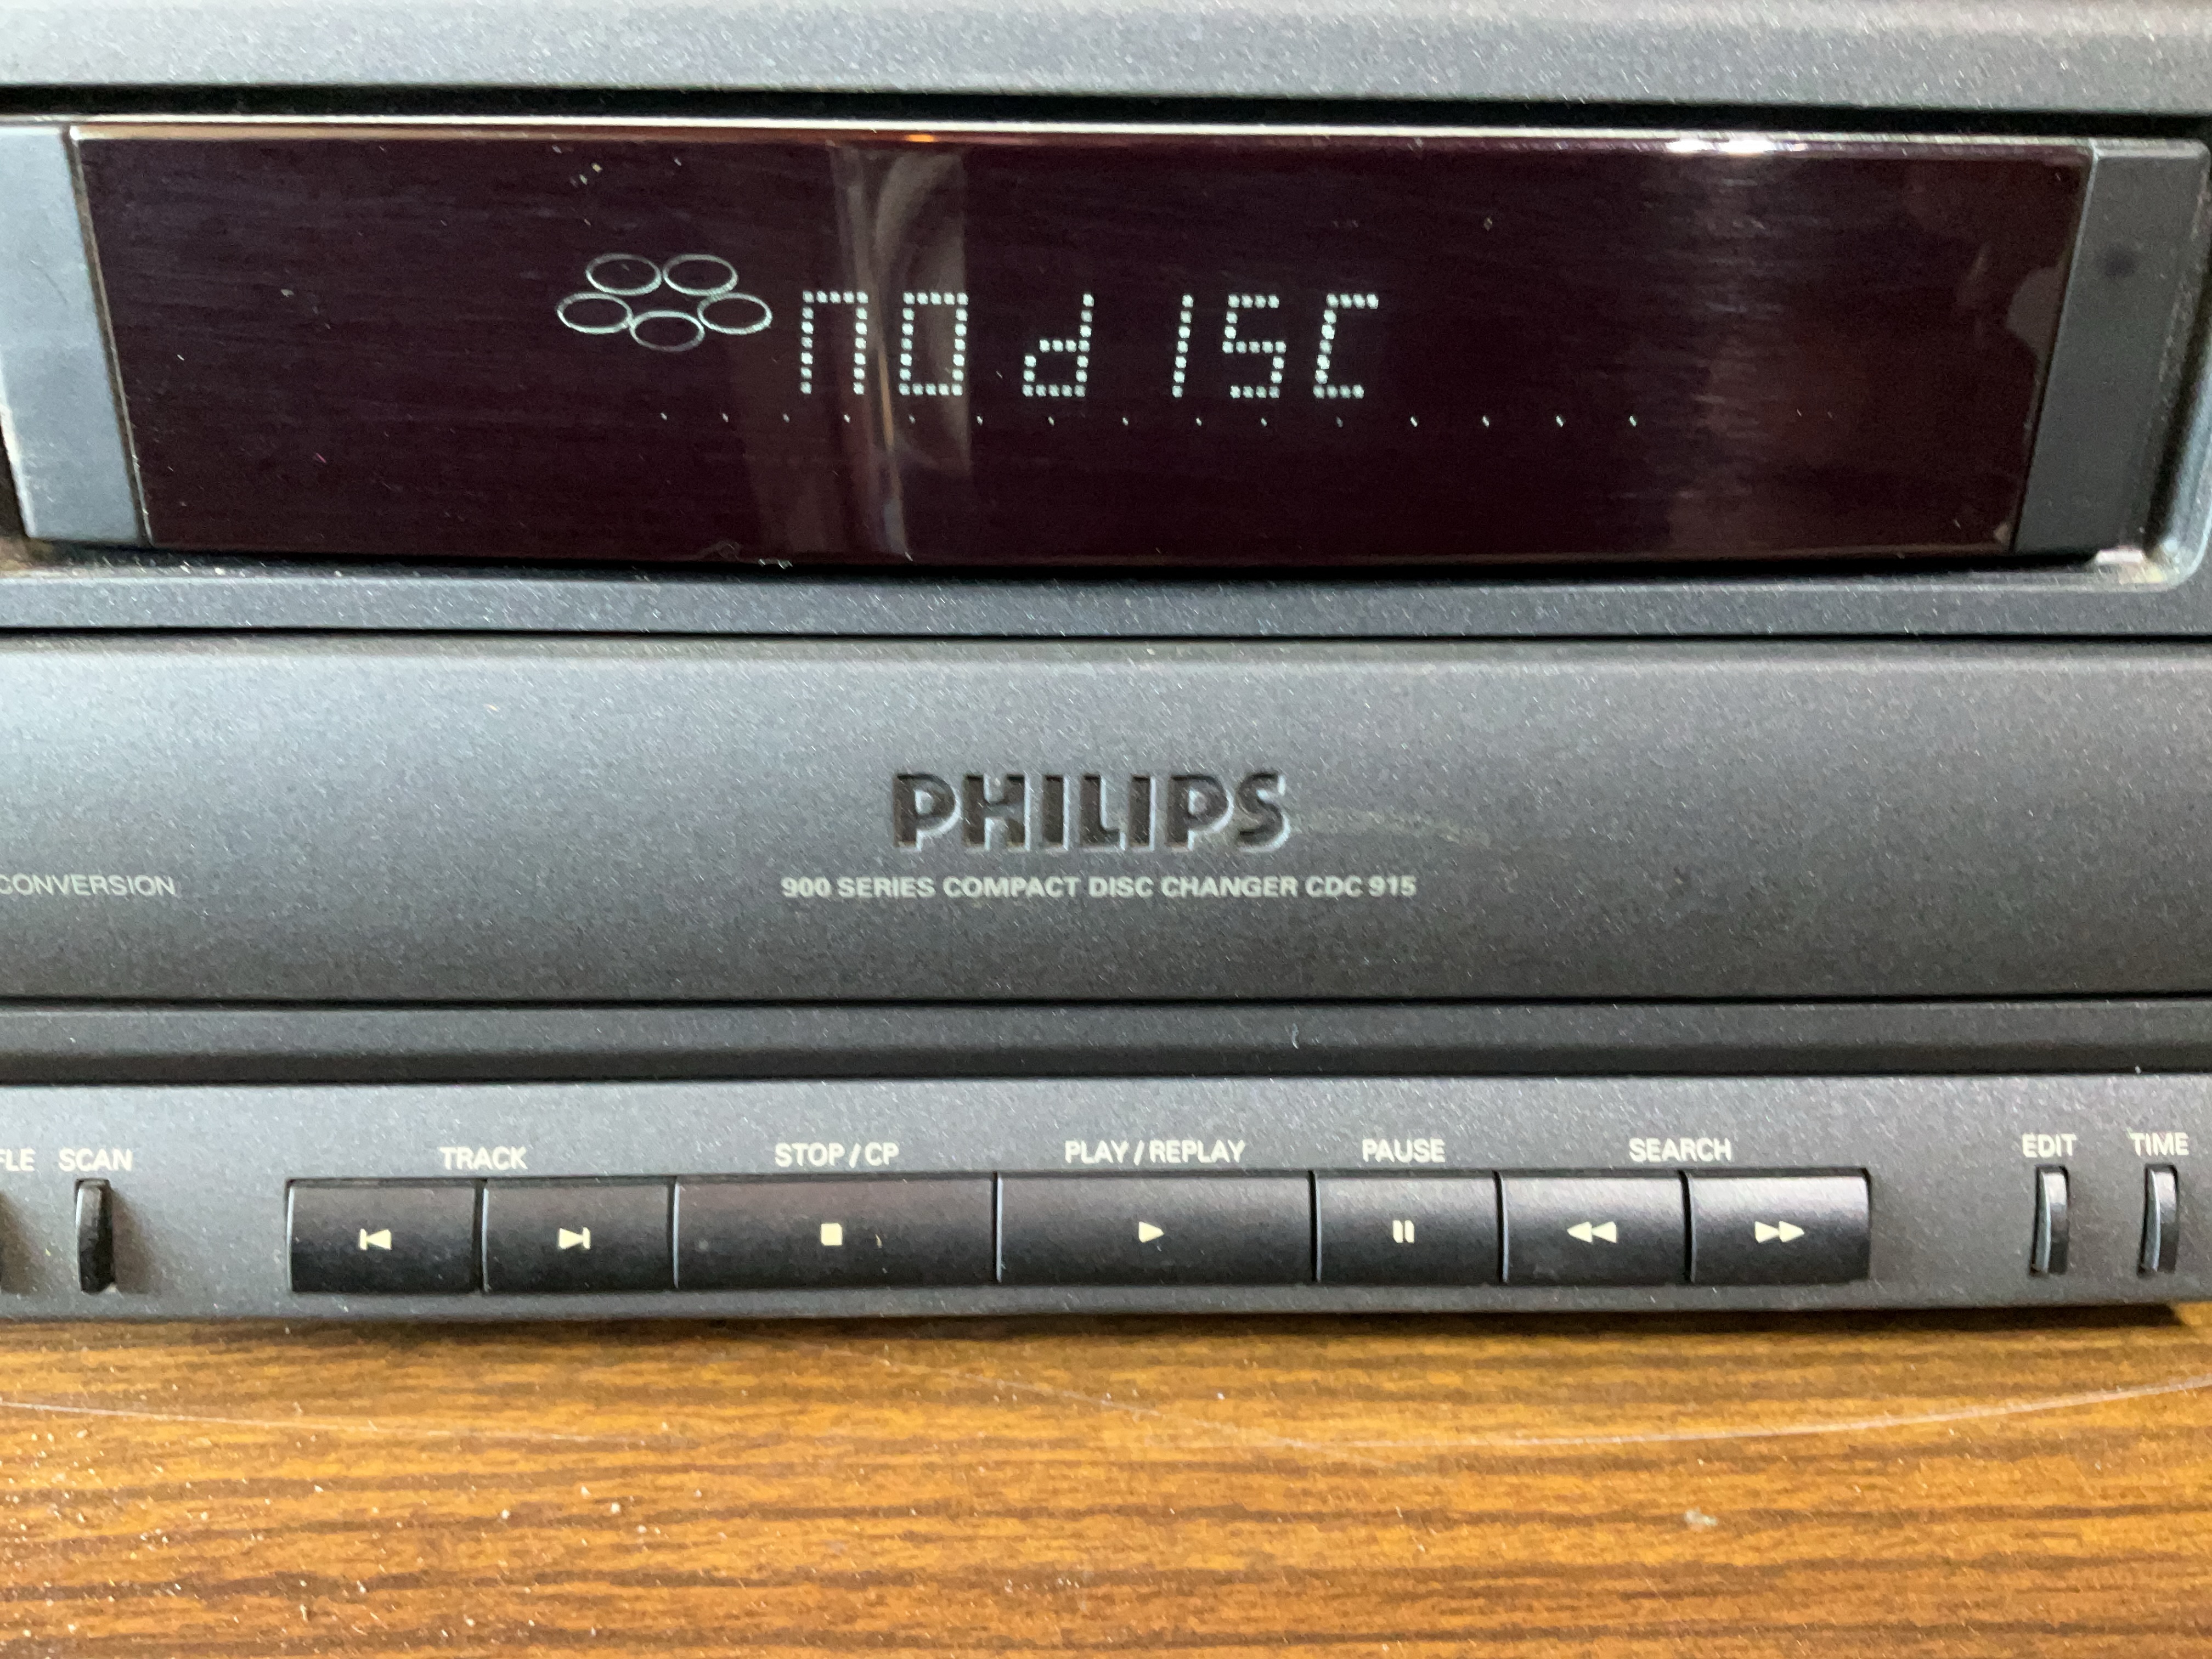 NO dISC
PHILIPS
CONVERSION
900 SERIES COMPACT DISC CHANGER CDC 915
FLE SCAN TRACK STOP / CP PLAY / REPLAY PAUSE SEARCH EDIT TIME